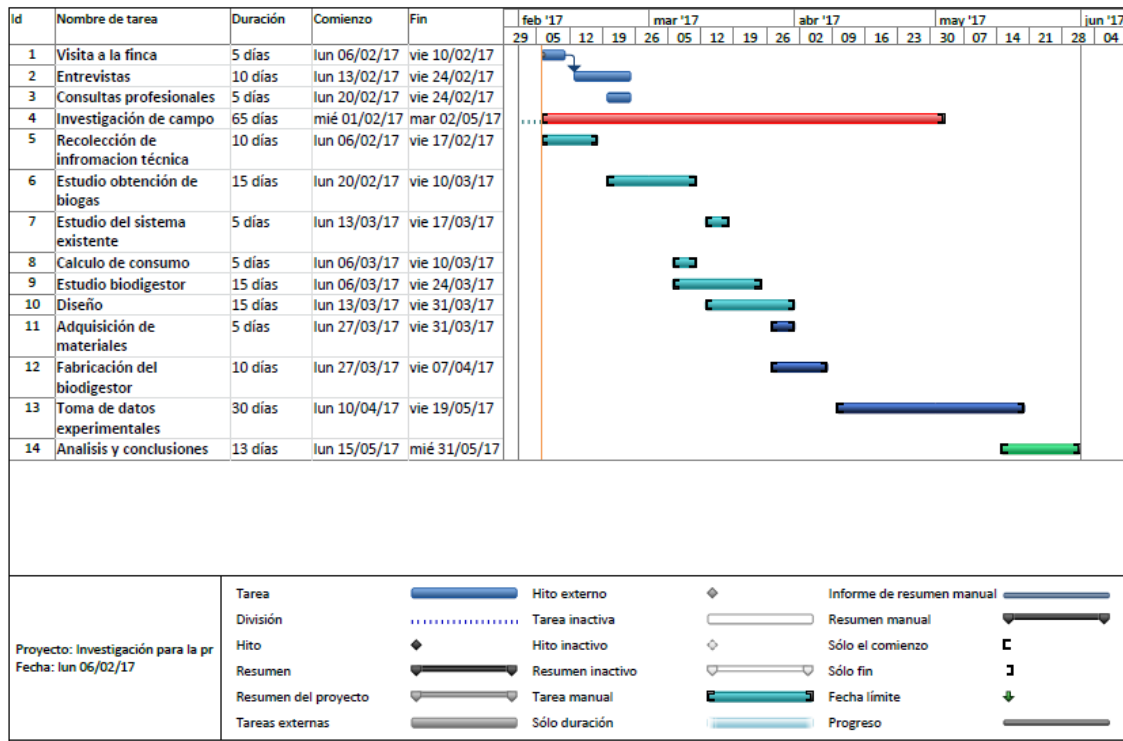 Id Nombre de tarea Duración Comienzo Fin feb '17 mar '17 abr '17 may '17 jun '17
29 05 12 19 26 05 12 19 26 02 09 16 23 30 07 14 21 28 04
1 Visita a la finca 5 días lun 06/02/17 vie 10/02/17
2 Entrevistas 10 días lun 13/02/17 vie 24/02/17
3 Consultas profesionales 5 días lun 20/02/17 vie 24/02/17
4 Investigación de campo 65 días mié 01/02/17 mar 02/05/17
5 Recolección de 10 días lun 06/02/17 vie 17/02/17
infromacion técnica
6 Estudio obtención de 15 días lun 20/02/17 vie 10/03/17
biogas
7 Estudio del sistema 5 días lun 13/03/17 vie 17/03/17
existente
8 Calculo de consumo 5 días lun 06/03/17 vie 10/03/17
9 Estudio biodigestor 15 días lun 06/03/17 vie 24/03/17
10 Diseño 15 días lun 13/03/17 vie 31/03/17
11 Adquisición de 5 días lun 27/03/17 vie 31/03/17
materiales
12 Fabricación del 10 días lun 27/03/17 vie 07/04/17
biodigestor
13 Toma de datos 30 días lun 10/04/17 vie 19/05/17
experimentales
14 Analisis y conclusiones 13 días lun 15/05/17 mié 31/05/17
Proyecto: Investigación para la pr
Fecha: lun 06/02/17
Tarea Hito externo Informe de resumen manual
División Tarea inactiva Resumen manual
Hito Hito inactivo Sólo el comienzo
Resumen Resumen inactivo Sólo fin
Resumen del proyecto Tarea manual Fecha límite
Tareas externas Sólo duración Progreso